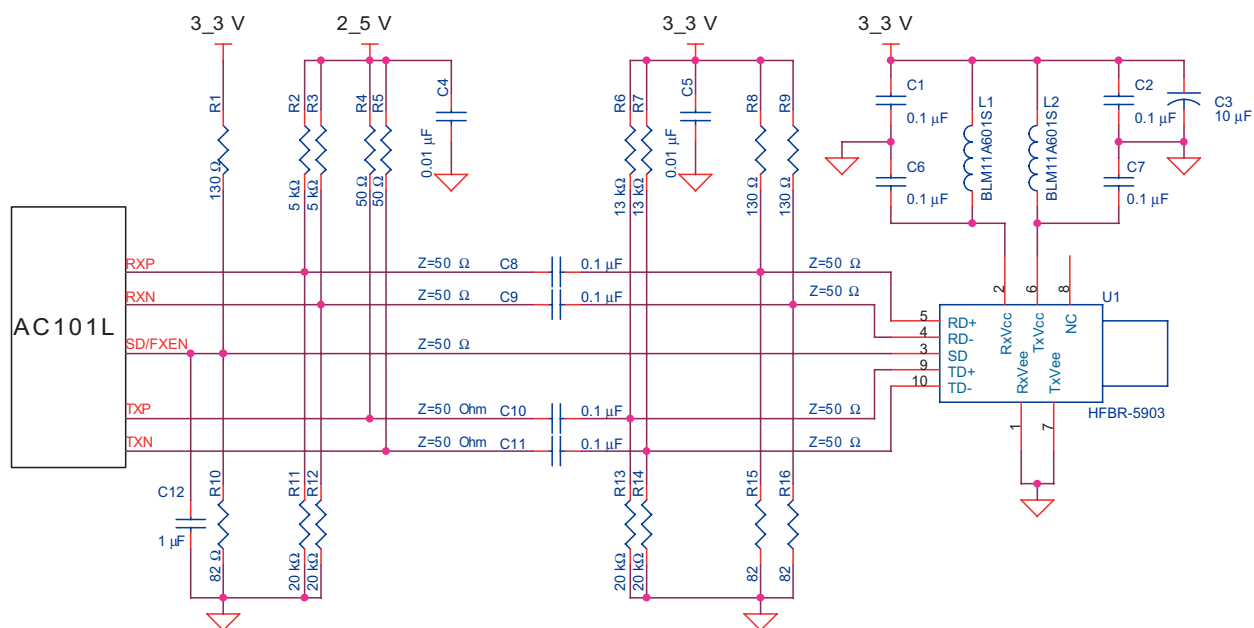 3_3 V
2_5 V
3_3 V
3_3 V
R1
130 Ω
R2
5 kΩ
R3
5 kΩ
R4
50 Ω
R5
50 Ω
C4
0.01 µF
R6
13 kΩ
R7
13 kΩ
C5
0.01 µF
R8
130 Ω
R9
130 Ω
C1
0.1 µF
C6
0.1 µF
L1
BLM11A601S
L2
BLM11A601S
C2
0.1 µF
C3
10 µF
C7
0.1 µF
AC101L
RXP
RXN
SD/FXEN
TXP
TXN
Z=50 Ω
C8
0.1 µF
Z=50 Ω
Z=50 Ω
C9
0.1 µF
Z=50 Ω
Z=50 Ω
Z=50 Ohm
C10
0.1 µF
Z=50 Ω
Z=50 Ohm
C11
0.1 µF
Z=50 Ω
2
6
8
U1
5
4
3
9
10
RD+
RD-
SD
TD+
TD-
RxVcc
TxVcc
NC
RxVee
TxVee
HFBR-5903
1
7
C12
1 µF
R10
82 Ω
R11
20 kΩ
R12
20 kΩ
R13
20 kΩ
R14
20 kΩ
R15
82
R16
82